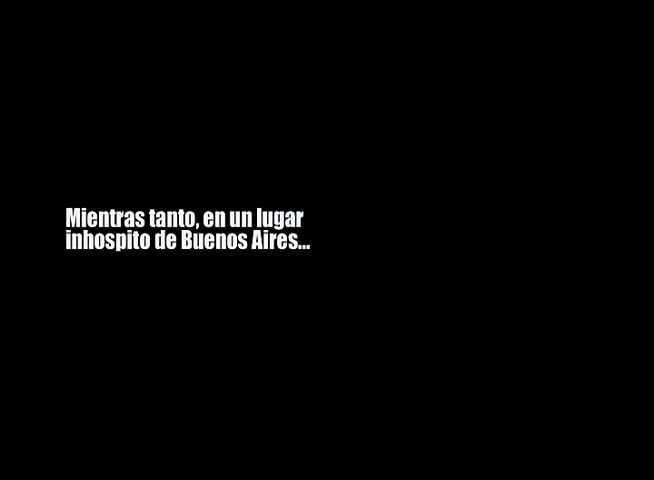 Mientras tanto, en un lugar
inhospito de Buenos Aires...